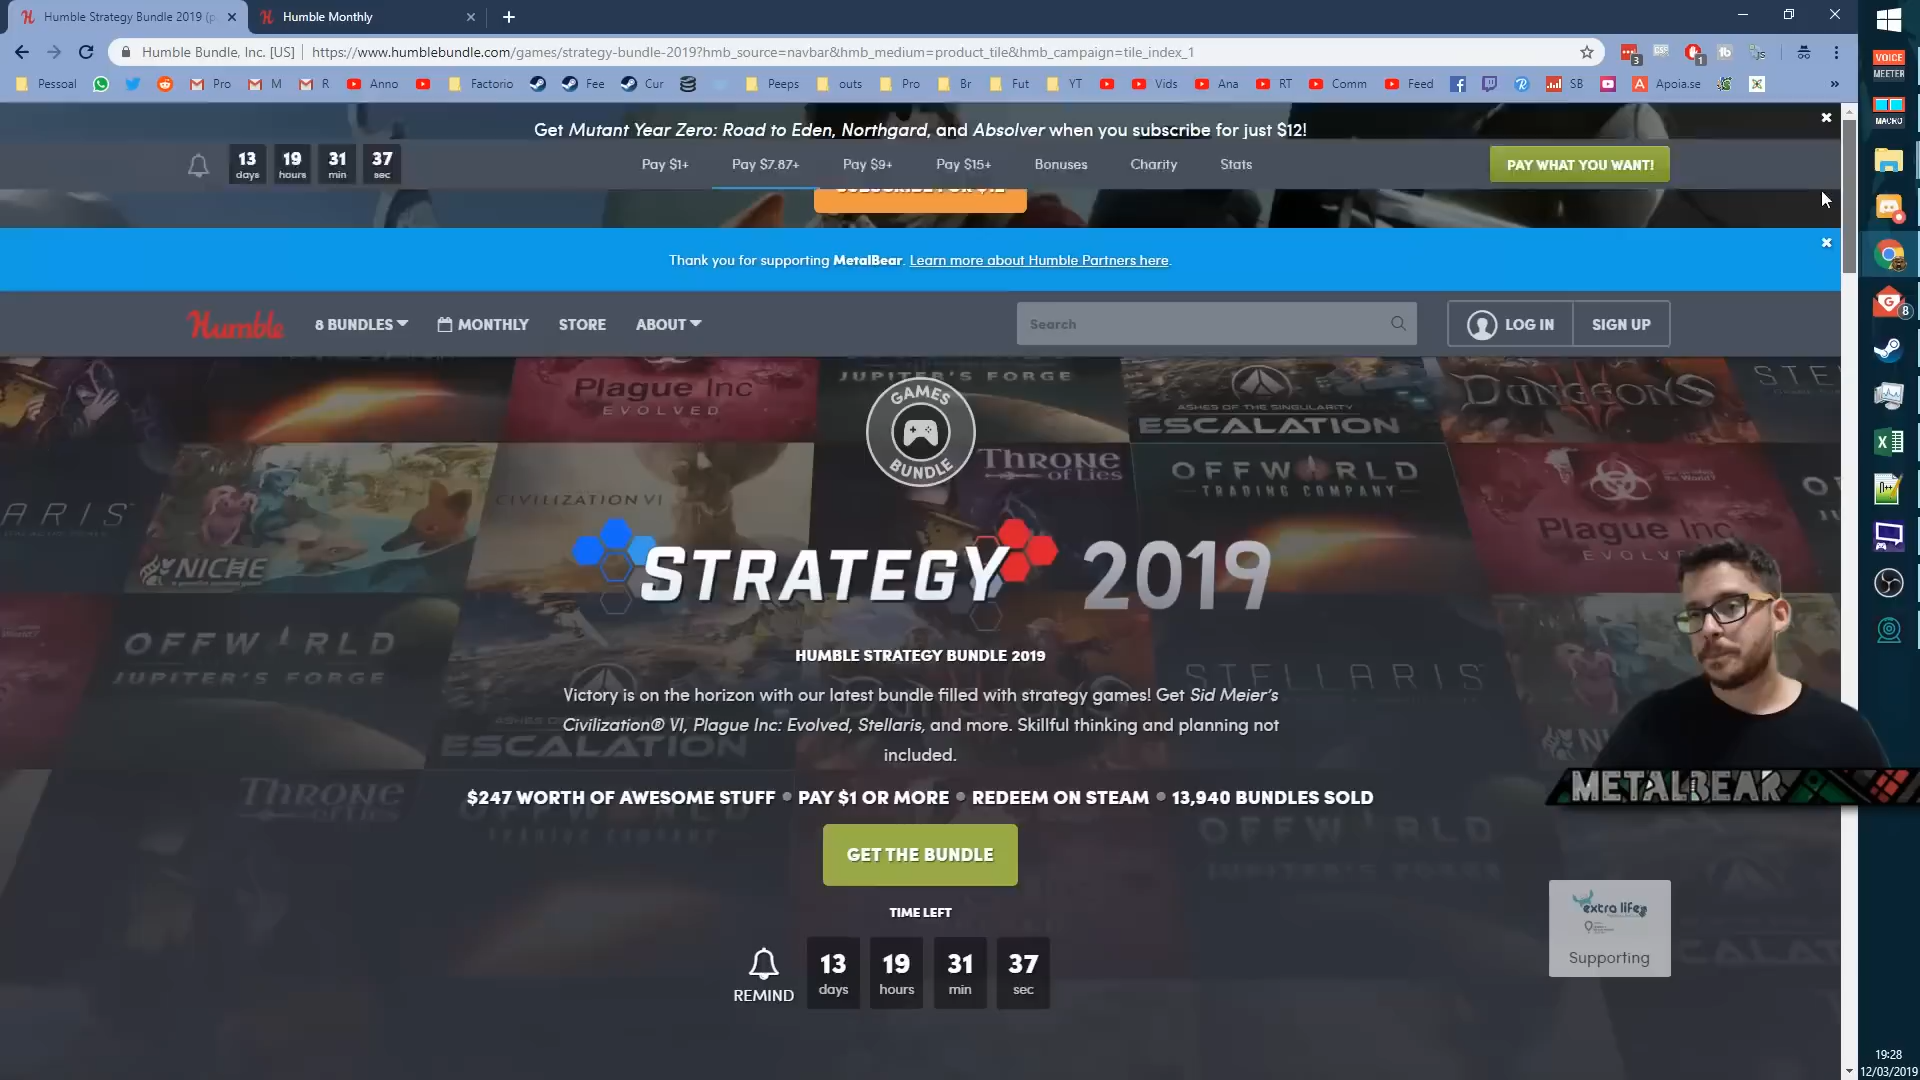 Humble Strategy Bundle 2019 (p
Humble Monthly
Humble Bundle, Inc. [US]
https://www.humblebundle.com/games/strategy-bundle-2019?hmb_source=navbar&hmb_medium=product_tile&hmb_campaign=tile_index_1
Pessoal Pro M R Anno Factorio Fee Cur Peeps outs Pro Br Fut YT Vids Ana RT Comm Feed SB Apoia.se
Get Mutant Year Zero: Road to Eden, Northgard, and Absolver when you subscribe for just $12!
13 days 19 hours 31 min 37 sec
Pay $1+ Pay $7.87+ Pay $9+ Pay $15+ Bonuses Charity Stats
PAY WHAT YOU WANT!
SUBSCRIBE FOR $12
Thank you for supporting MetalBear. Learn more about Humble Partners here.
Humble 8 BUNDLES MONTHLY STORE ABOUT Search LOG IN SIGN UP
Plague Inc
EVOLVED
JUPITER'S FORGE
ASHES OF THE SINGULARITY
ESCALATION
DUNGEONS
STE
GAMES
BUNDLE
ARIS
NICHE
CIVILIZATION VI
THRONE
of LIES
OFFWORLD
TRADING COMPANY
Plague Inc
EVOLVED
STRATEGY 2019
OFFWORLD
JUPITER'S FORGE
STELLARIS
HUMBLE STRATEGY BUNDLE 2019
Victory is on the horizon with our latest bundle filled with strategy games! Get Sid Meier's
Civilization® VI, Plague Inc: Evolved, Stellaris, and more. Skillful thinking and planning not
included.
ESCALATION
$247 WORTH OF AWESOME STUFF • PAY $1 OR MORE • REDEEM ON STEAM • 13,940 BUNDLES SOLD
THRONE
of LIES
OFFWORLD
GET THE BUNDLE
TIME LEFT
REMIND
13 days 19 hours 31 min 37 sec
METALBEAR
extra life
Supporting
VOICE
MEETER
MACRO
8
19:28
12/03/2019